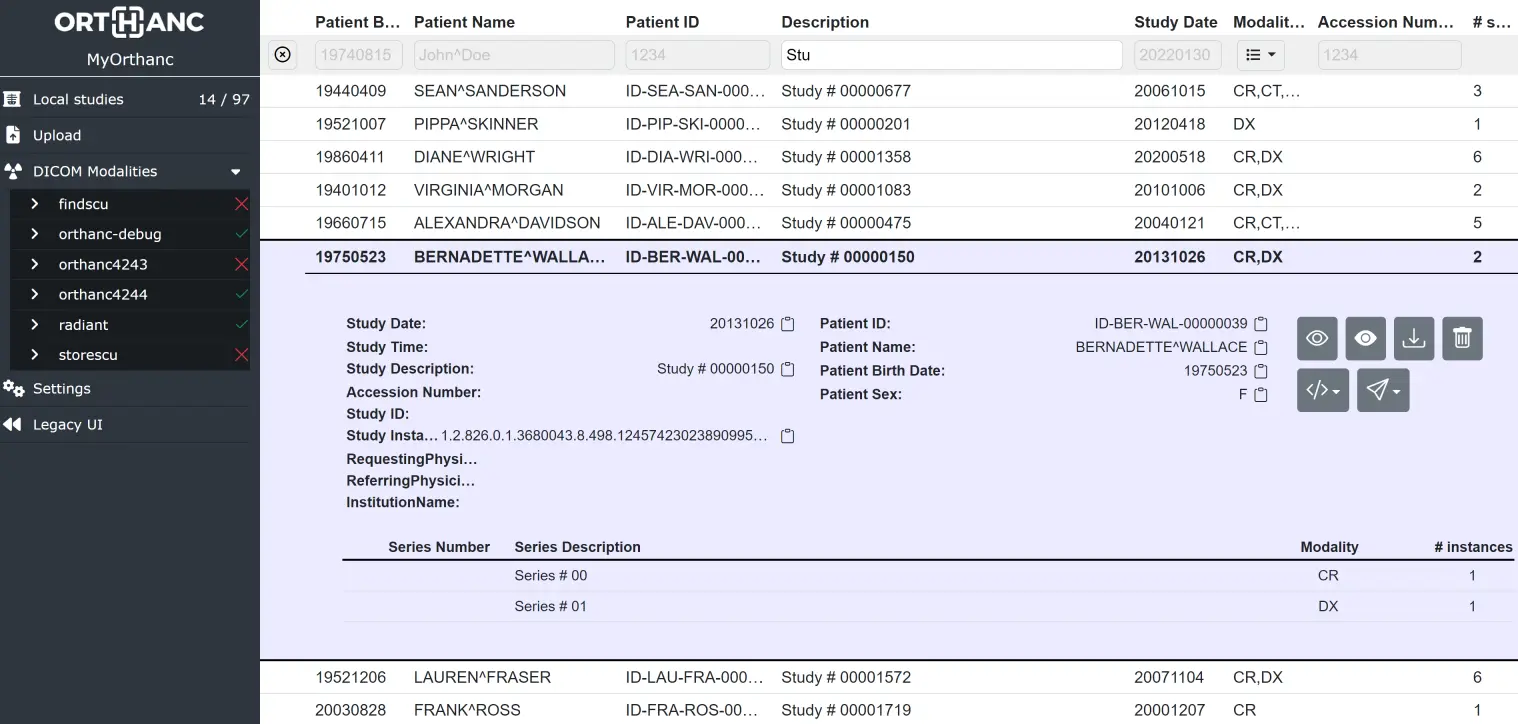 ORTHANC
MyOrthanc
Local studies 14 / 97
Upload
DICOM Modalities
findscu
orthanc-debug
orthanc4243
orthanc4244
radiant
storescu
Settings
Legacy UI
Patient B… Patient Name Patient ID Description Study Date Modalit… Accession Num… # s…
19740815 John^Doe 1234 Stu 20220130 1234
19440409 SEAN^SANDERSON ID-SEA-SAN-000… Study # 00000677 20061015 CR,CT,… 3
19521007 PIPPA^SKINNER ID-PIP-SKI-0000… Study # 00000201 20120418 DX 1
19860411 DIANE^WRIGHT ID-DIA-WRI-000… Study # 00001358 20200518 CR,DX 6
19401012 VIRGINIA^MORGAN ID-VIR-MOR-000… Study # 00001083 20101006 CR,DX 2
19660715 ALEXANDRA^DAVIDSON ID-ALE-DAV-000… Study # 00000475 20040121 CR,CT,… 5
19750523 BERNADETTE^WALLA… ID-BER-WAL-00… Study # 00000150 20131026 CR,DX 2
Study Date: 20131026
Study Time:
Study Description: Study # 00000150
Accession Number:
Study ID:
Study Insta… 1.2.826.0.1.3680043.8.498.12457423023890995…
RequestingPhysi…
ReferringPhysici…
InstitutionName:
Patient ID: ID-BER-WAL-00000039
Patient Name: BERNADETTE^WALLACE
Patient Birth Date: 19750523
Patient Sex: F
Series Number Series Description Modality # instances
Series # 00 CR 1
Series # 01 DX 1
19521206 LAUREN^FRASER ID-LAU-FRA-000… Study # 00001572 20071104 CR,DX 6
20030828 FRANK^ROSS ID-FRA-ROS-00… Study # 00001719 20001207 CR 1